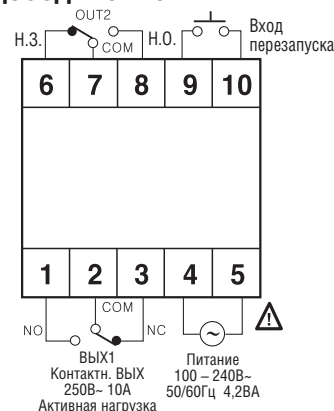 OUT2
Н.З.
COM
Н.О.
Вход
перезапуска
6 7 8 9 10
1 2 3 4 5
COM
NO
NC
ВЫХ1
Контактн. ВЫХ
250В~ 10А
Активная нагрузка
Питание
100 – 240В~
50/60Гц 4,2ВА